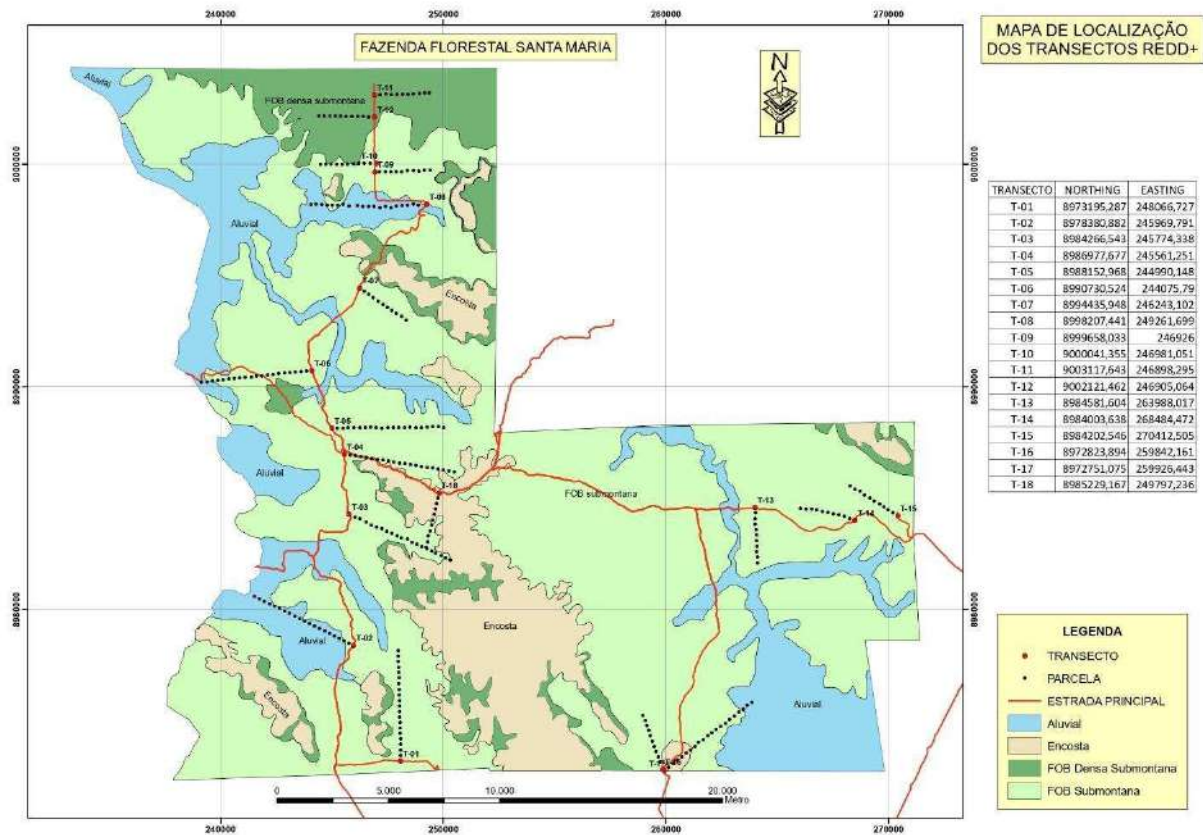 240000 250000 260000 270000
FAZENDA FLORESTAL SANTA MARIA
MAPA DE LOCALIZAÇÃO
DOS TRANSECTOS REDD+
N
Aluvial
FOB densa submontana
T-11
T-10
9000000
9000000
T-10
T-09
T-08
Aluvial
T-07
Encosta
T-06
8990000
8990000
T-05
T-04
Aluvial
T-18
FOB submontana
T-03
T-13
T-14
T-15
8980000
8980000
Encosta
Aluvial
T-02
Encosta
Aluvial
T-01
0 5.000 10.000 20.000
Metro
240000 250000 260000 270000
TRANSECTO NORTHING EASTING
T-01 8973195,287 248066,727
T-02 8978380,882 245969,791
T-03 8984266,543 245774,338
T-04 8986977,677 245561,251
T-05 8988152,968 244990,148
T-06 8990730,524 244075,79
T-07 8994435,948 246243,102
T-08 8998207,441 249261,699
T-09 8999658,033 246926
T-10 9000041,355 246981,051
T-11 9003117,643 246898,295
T-12 9002121,462 246905,064
T-13 8984581,604 263988,017
T-14 8984003,638 268484,472
T-15 8984202,546 270412,505
T-16 8972823,894 259842,161
T-17 8972751,075 259926,443
T-18 8985229,167 249797,236
LEGENDA
TRANSECTO
PARCELA
ESTRADA PRINCIPAL
Aluvial
Encosta
FOB Densa Submontana
FOB Submontana